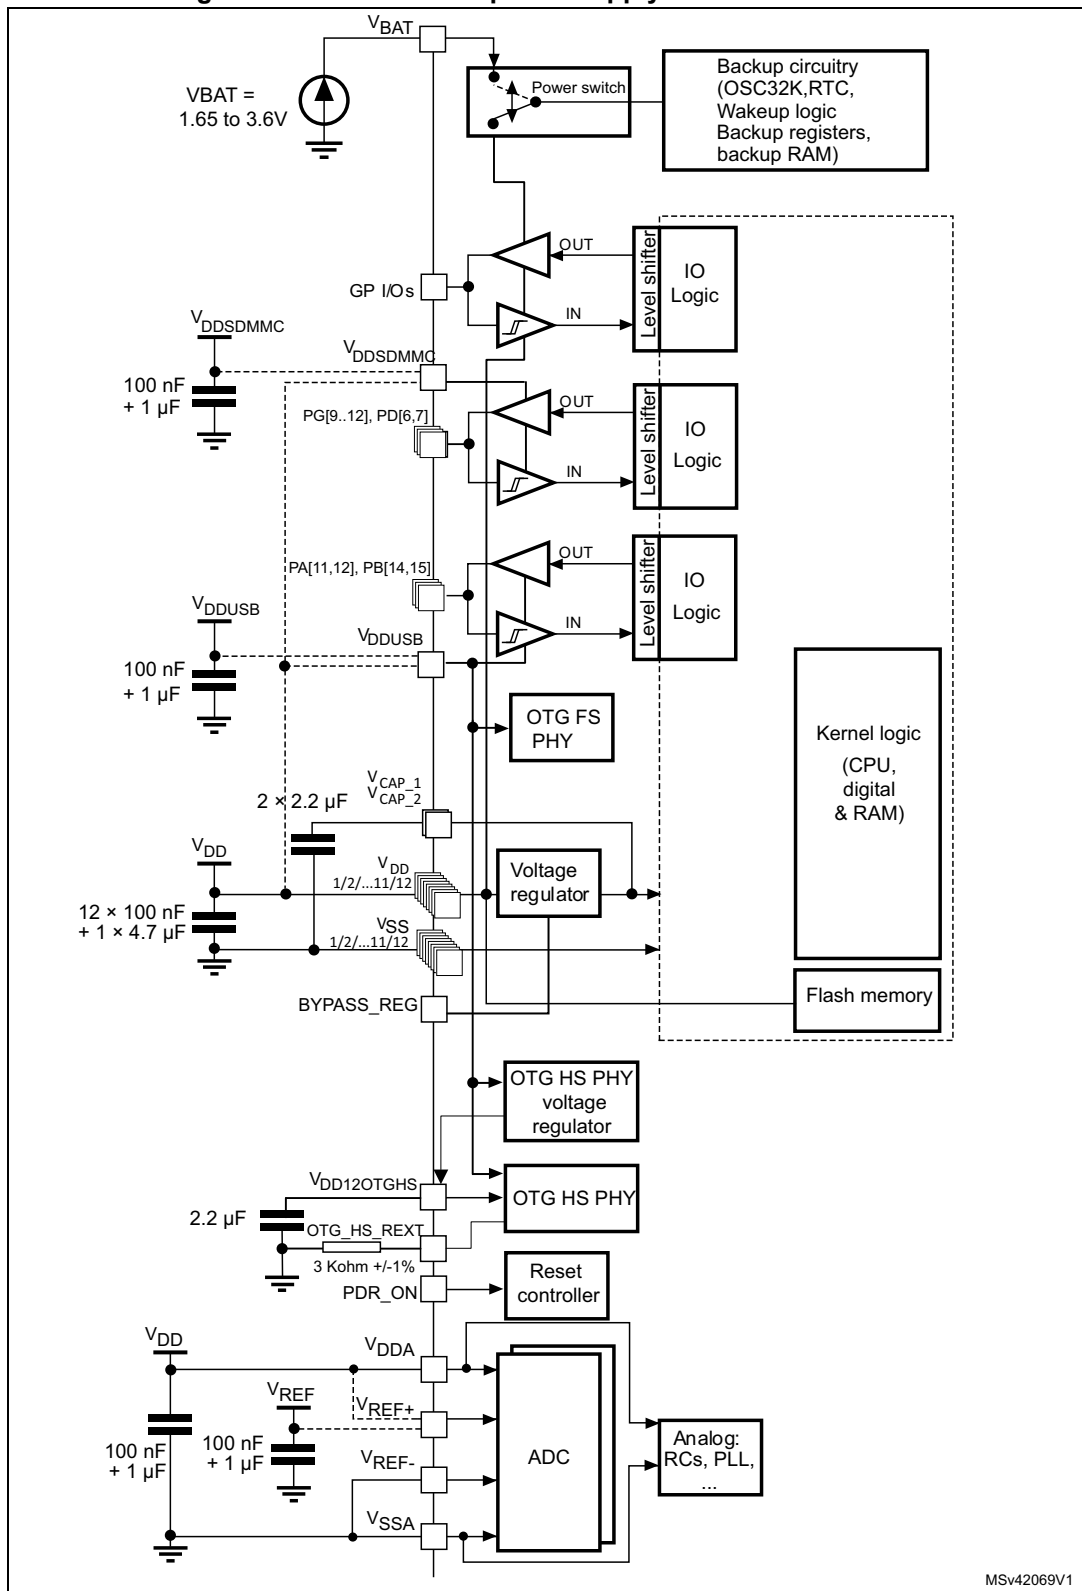 VBAT
VBAT =
1.65 to 3.6V
Power switch
Backup circuitry
(OSC32K,RTC,
Wakeup logic
Backup registers,
backup RAM)
OUT
GP I/Os
IN
Level shifter
IO
Logic
VDDSDMMC
VDDSDMMC
100 nF
+ 1 µF
PG[9..12], PD[6,7]
OUT
IN
Level shifter
IO
Logic
PA[11,12], PB[14,15]
OUT
IN
Level shifter
IO
Logic
VDDUSB
VDDUSB
100 nF
+ 1 µF
OTG FS
PHY
Kernel logic
(CPU,
digital
& RAM)
VCAP_1
VCAP_2
2 × 2.2 µF
VDD
VDD
1/2/...11/12
Voltage
regulator
12 × 100 nF
+ 1 × 4.7 µF
VSS
1/2/...11/12
Flash memory
BYPASS_REG
OTG HS PHY
voltage
regulator
VDD12OTGHS
OTG HS PHY
2.2 µF
OTG_HS_REXT
3 Kohm +/-1%
PDR_ON
Reset
controller
VDD
VDDA
VREF
VREF+
100 nF
+ 1 µF
100 nF
+ 1 µF
VREF-
ADC
Analog:
RCs, PLL,
...
VSSA
MSv42069V1